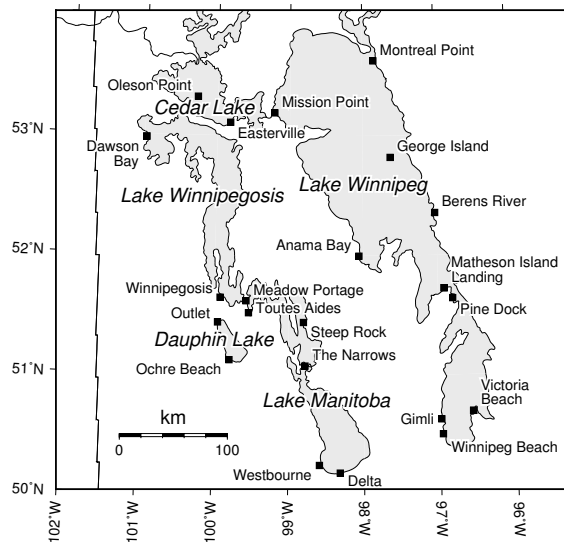 Montreal Point
Oleson Point
Mission Point
Cedar Lake
53°N
Easterville
Dawson
Bay
George Island
Lake Winnipegosis
Lake Winnipeg
Berens River
52°N
Anama Bay
Matheson Island
Landing
Winnipegosis
Meadow Portage
Toutes Aides
Outlet
Pine Dock
Steep Rock
Dauphin Lake
The Narrows
Ochre Beach
51°N
Victoria
Beach
Lake Manitoba
km
Gimli
0
100
Winnipeg Beach
Westbourne
Delta
50°N
102°W
101°W
100°W
99°W
98°W
97°W
96°W